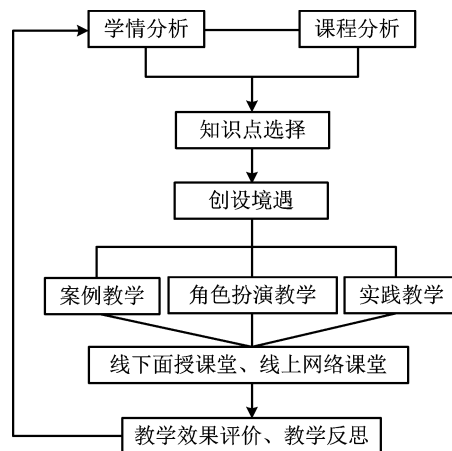 学情分析
课程分析
知识点选择
创设境遇
案例教学
角色扮演教学
实践教学
线下面授课堂、线上网络课堂
教学效果评价、教学反思